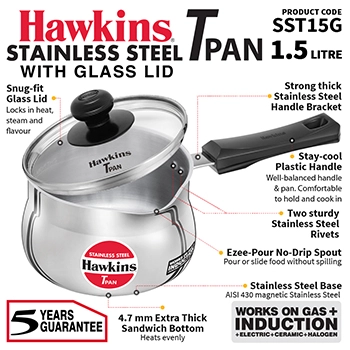 Hawkins
STAINLESS STEEL
WITH GLASS LID
TPAN
PRODUCT CODE
SST15G
1.5 LITRE
Snug-fit
Glass Lid
Locks in heat,
steam and
flavour
Hawkins
TPAN
Strong thick
Stainless Steel
Handle Bracket
Stay-cool
Plastic Handle
Well-balanced handle
& pan. Comfortable
to hold and cook in
Two sturdy
Stainless Steel
Rivets
Ezee-Pour No-Drip Spout
Pour or slide food without spilling
STAINLESS STEEL
Hawkins
TPAN
Stainless Steel Base
AISI 430 magnetic Stainless Steel
5 YEARS
GUARANTEE
4.7 mm Extra Thick
Sandwich Bottom
Heats evenly
WORKS ON GAS +
INDUCTION
+ELECTRIC+CERAMIC+HALOGEN